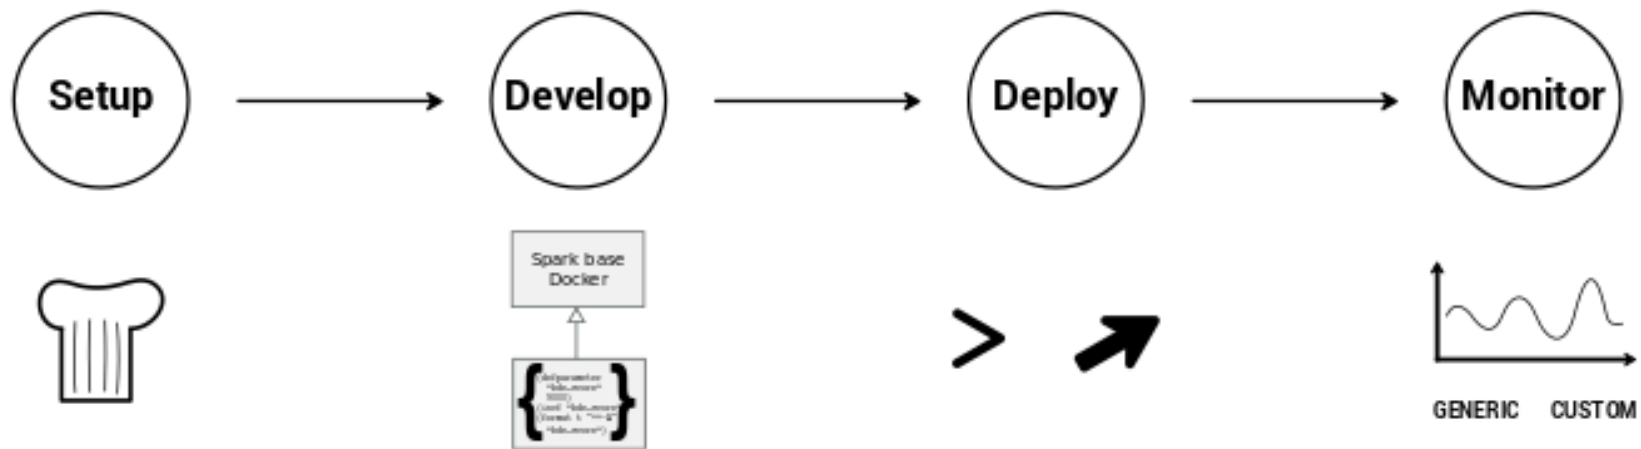 Setup
Develop
Deploy
Monitor
Spark base
Docker
GENERIC CUSTOM